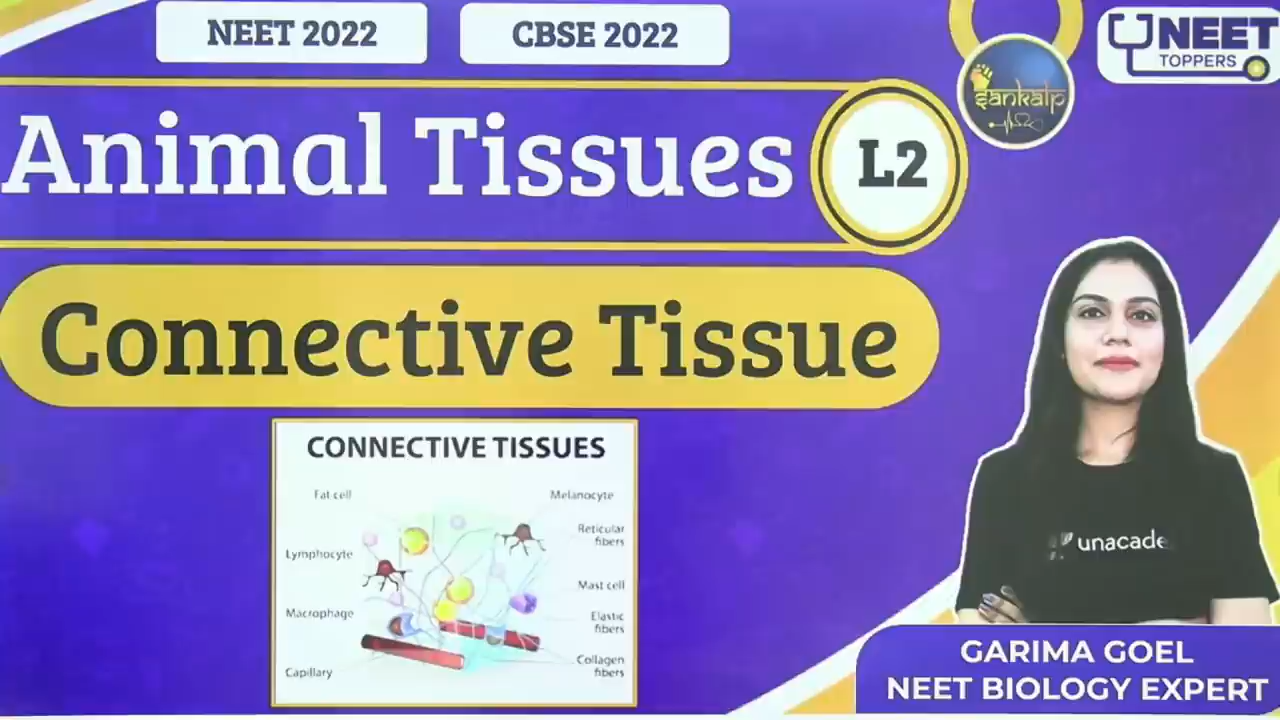 NEET 2022
CBSE 2022
sankalp
NEET
TOPPERS
Animal Tissues
L2
Connective Tissue
CONNECTIVE TISSUES
Fat cell
Melanocyte
Reticular
fibers
Lymphocyte
Mast cell
Macrophage
Elastic
fibers
Collagen
fibers
Capillary
unacade
GARIMA GOEL
NEET BIOLOGY EXPERT